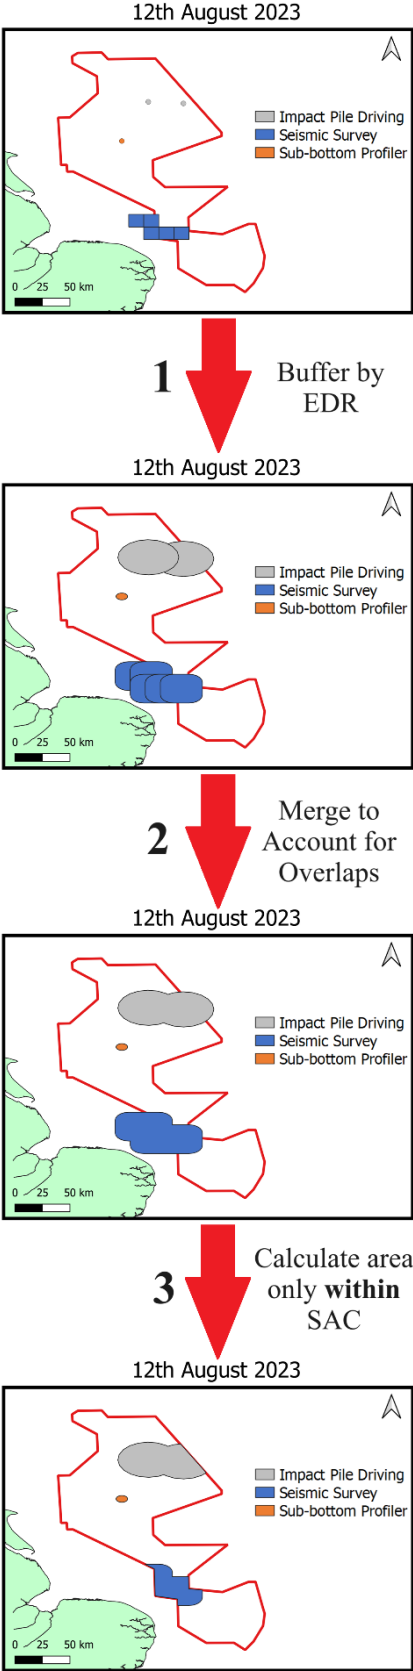 12th August 2023
Impact Pile Driving
Seismic Survey
Sub-bottom Profiler
0 25 50 km
1
Buffer by
EDR
12th August 2023
Impact Pile Driving
Seismic Survey
Sub-bottom Profiler
0 25 50 km
2
Merge to
Account for
Overlaps
12th August 2023
Impact Pile Driving
Seismic Survey
Sub-bottom Profiler
0 25 50 km
3
Calculate area
only within
SAC
12th August 2023
Impact Pile Driving
Seismic Survey
Sub-bottom Profiler
0 25 50 km